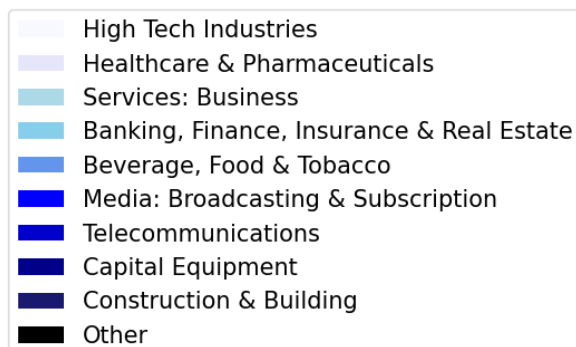 High Tech Industries
Healthcare & Pharmaceuticals
Services: Business
Banking, Finance, Insurance & Real Estate
Beverage, Food & Tobacco
Media: Broadcasting & Subscription
Telecommunications
Capital Equipment
Construction & Building
Other